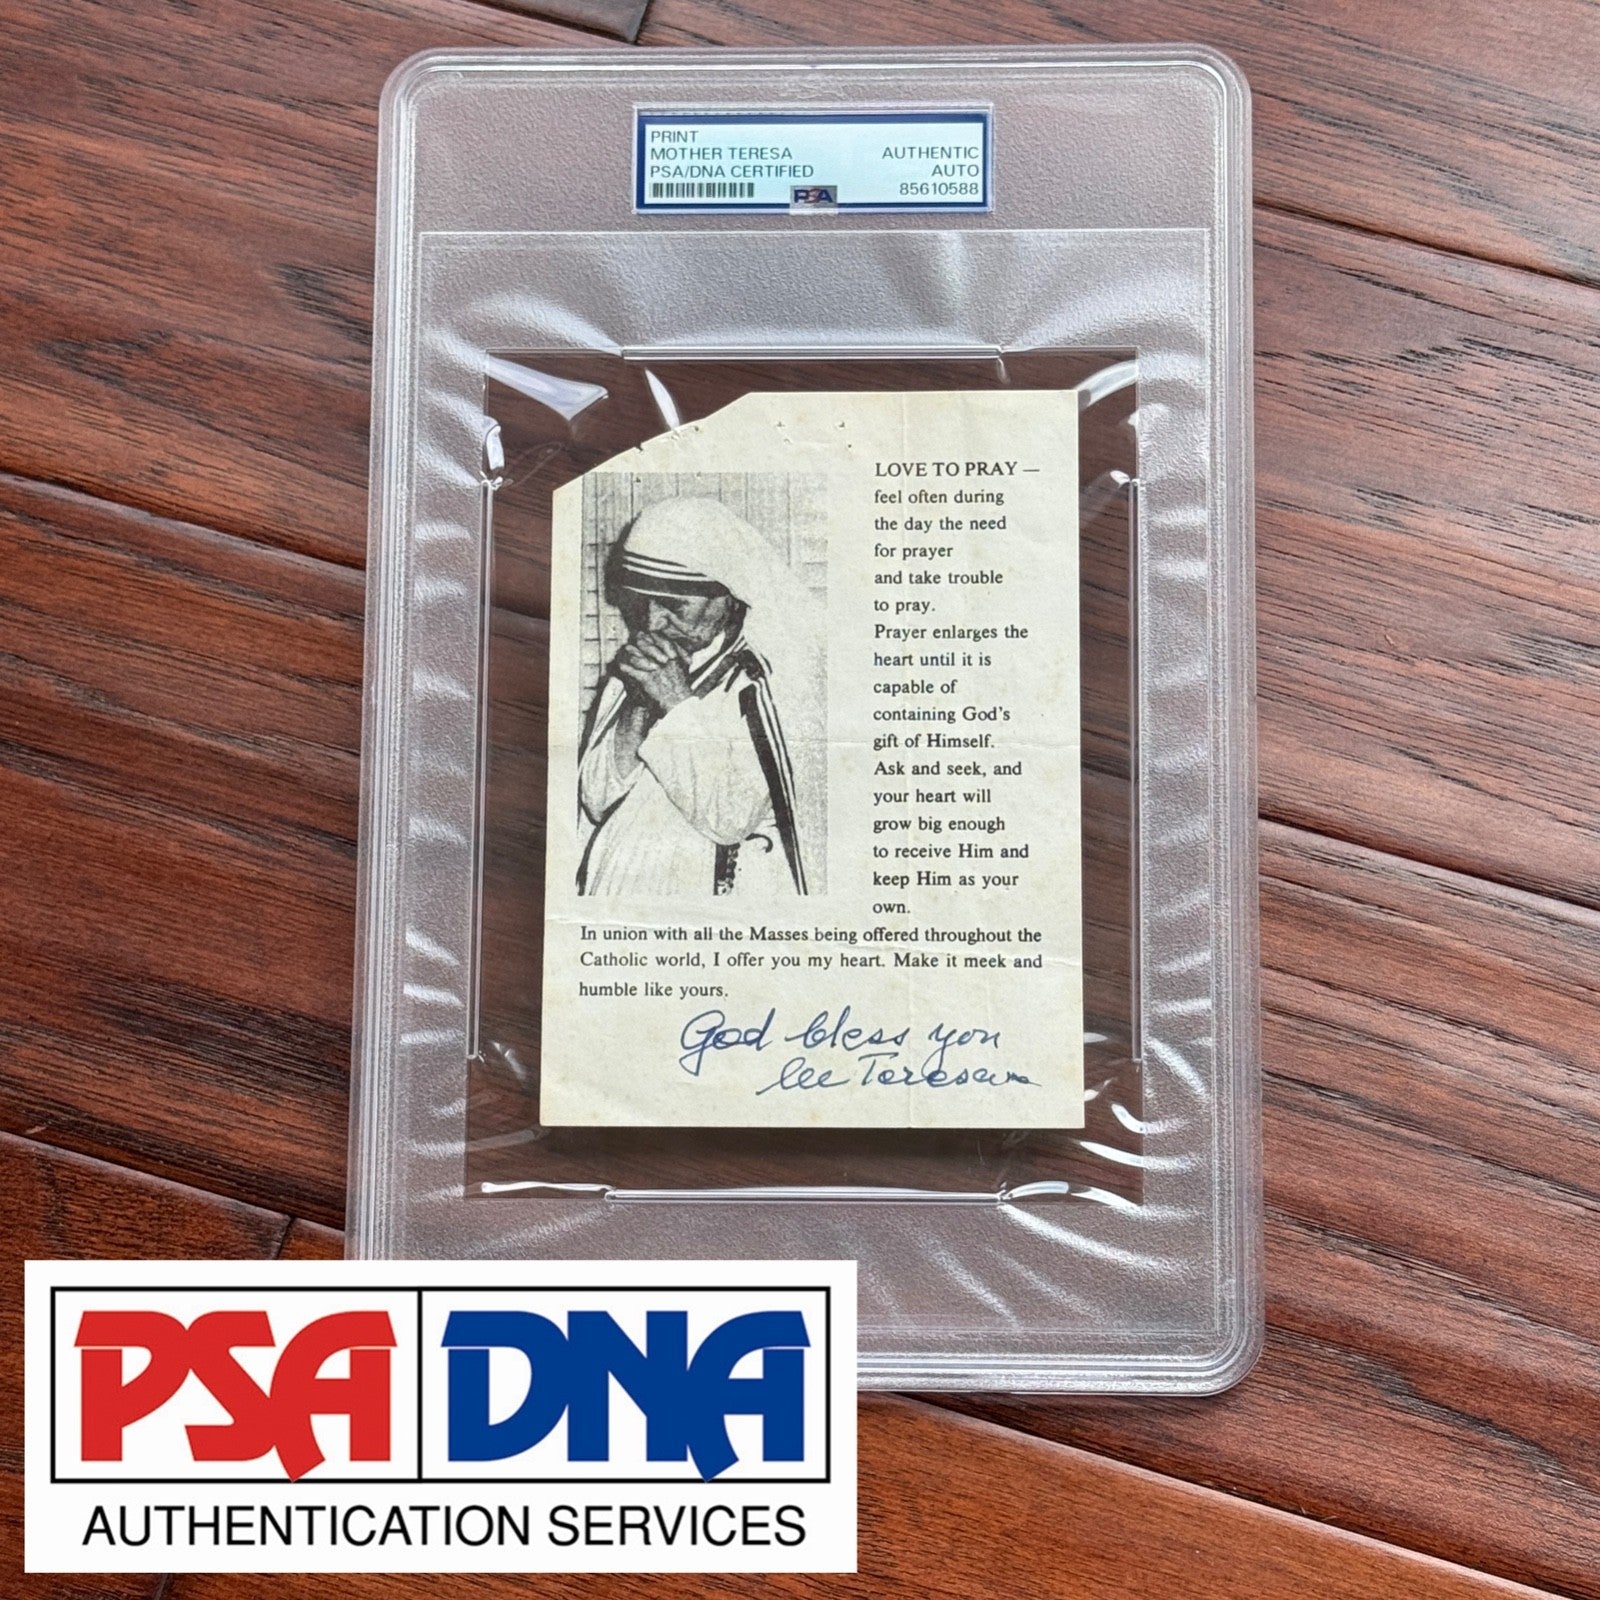 PRINT
MOTHER TERESA
PSA/DNA CERTIFIED
AUTHENTIC
AUTO
85610588
PSA
LOVE TO PRAY —
feel often during
the day the need
for prayer
and take trouble
to pray.
Prayer enlarges the
heart until it is
capable of
containing God's
gift of Himself.
Ask and seek, and
your heart will
grow big enough
to receive Him and
keep Him as your
own.
In union with all the Masses being offered throughout the
Catholic world, I offer you my heart. Make it meek and
humble like yours.
God bless you
lee Teresa mc
PSA DNA
AUTHENTICATION SERVICES